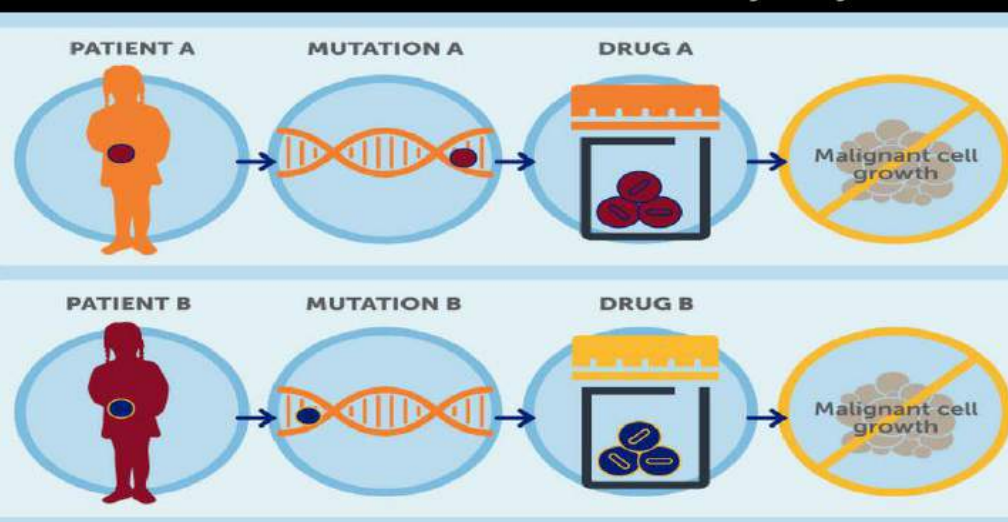 PATIENT A MUTATION A DRUG A
Malignant cell
growth
PATIENT B MUTATION B DRUG B
Malignant cell
growth